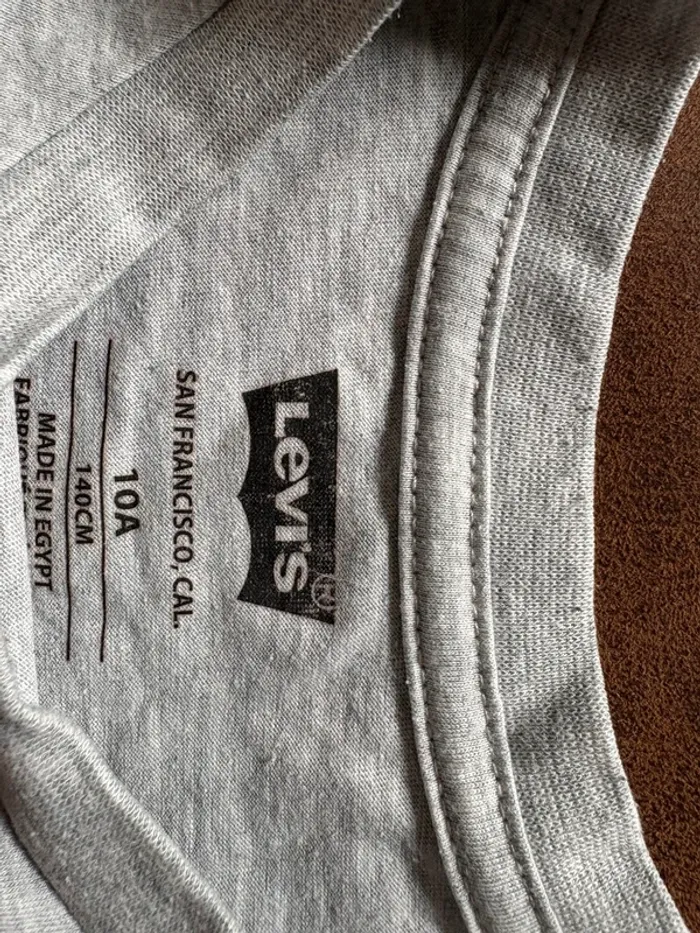 LEVI'S®
SAN FRANCISCO, CAL.
10A
140CM
MADE IN EGYPT